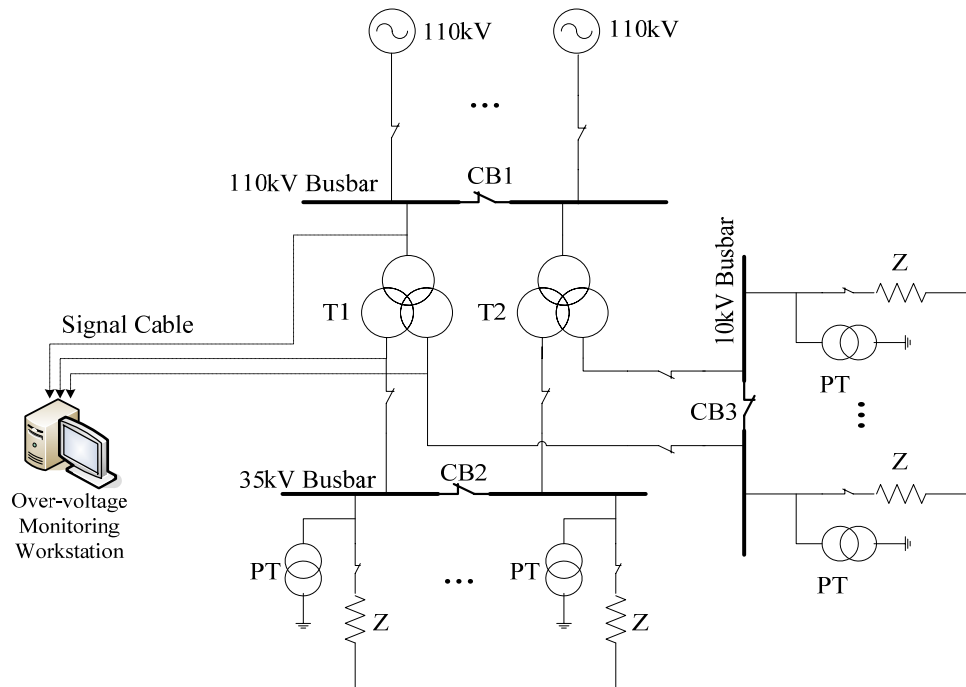 110kV
110kV
...
CB1
110kV Busbar
10kV Busbar
Z
T1
T2
Signal Cable
PT
CB3
...
Z
35kV Busbar
CB2
Over-voltage
Monitoring
Workstation
PT
PT
...
PT
Z
Z